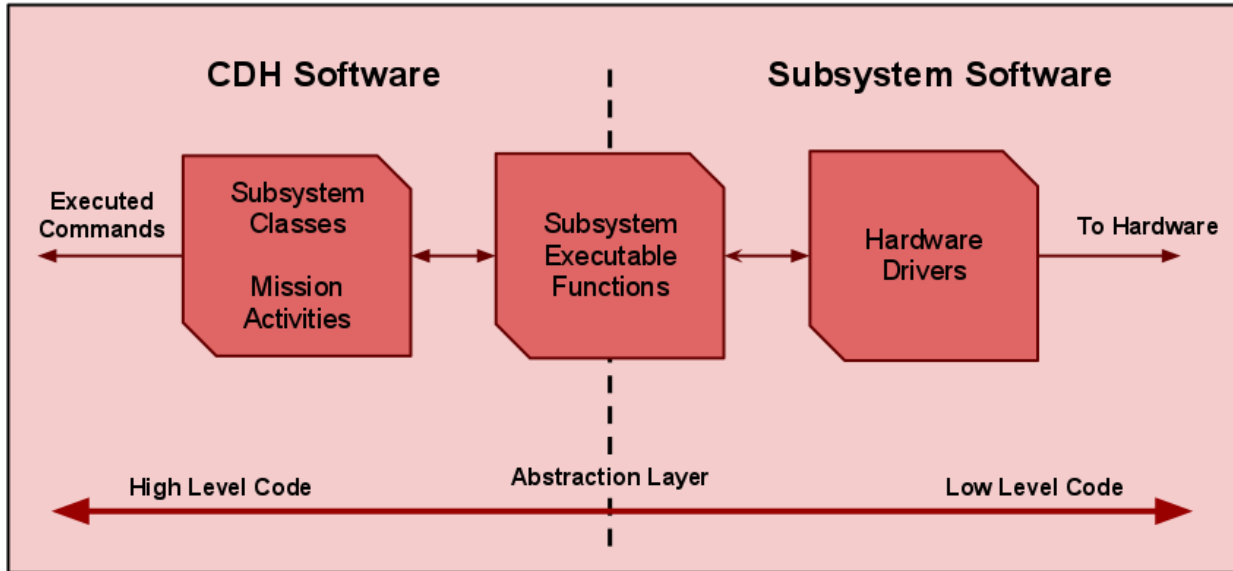 CDH Software
Subsystem Software
Executed
Commands
Subsystem
Classes
Mission
Activities
Subsystem
Executable
Functions
Hardware
Drivers
To Hardware
High Level Code
Abstraction Layer
Low Level Code